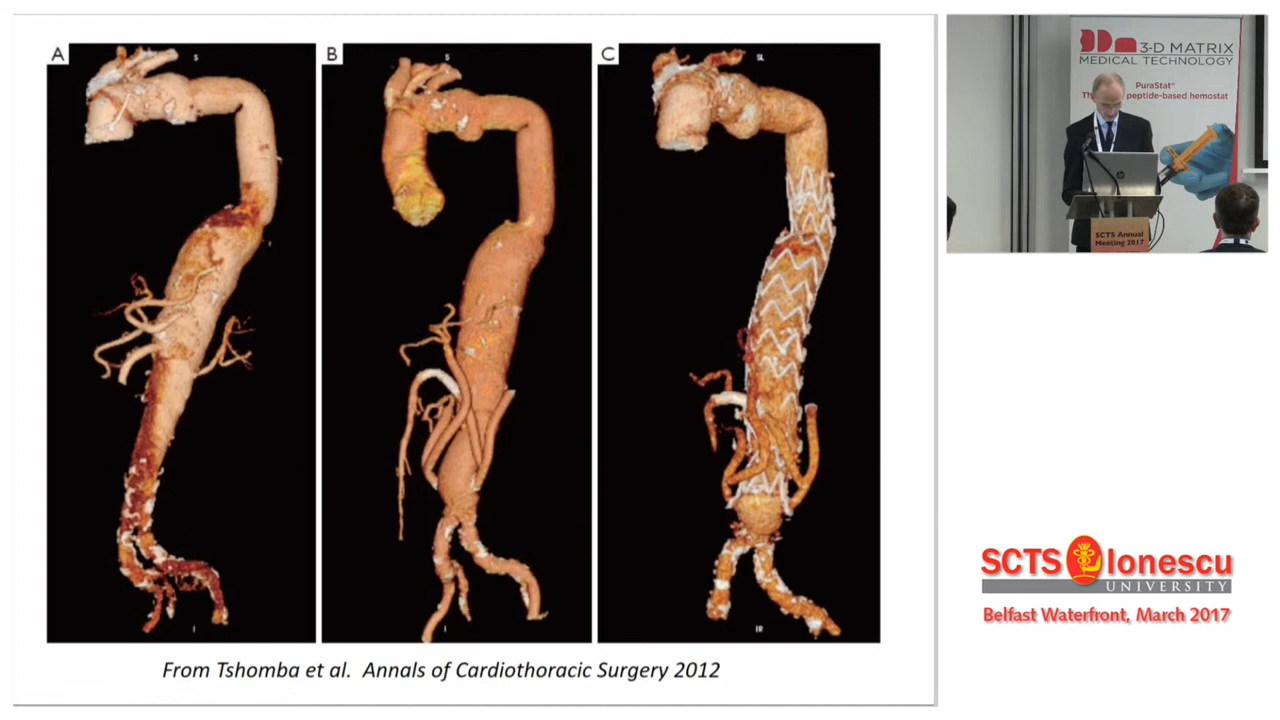 A
S
B
S
C
SL
I
I
IR
From Tshomba et al. Annals of Cardiothoracic Surgery 2012
3-D MATRIX
MEDICAL TECHNOLOGY
PuraStat®
peptide-based hemostat
hp
SCTS Annual
Meeting 2017
SCTS Ionescu
UNIVERSITY
Belfast Waterfront, March 2017